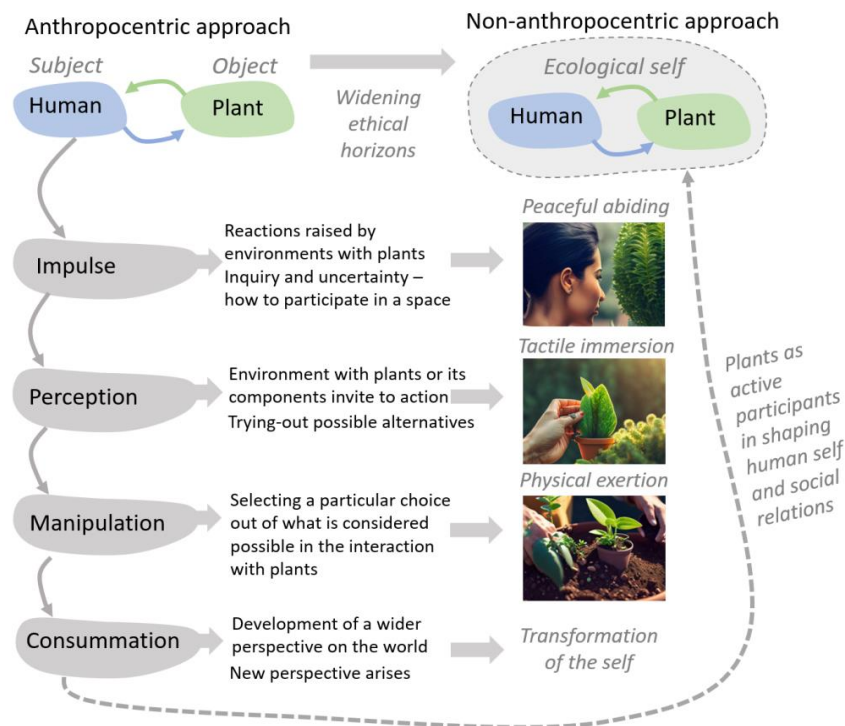 Anthropocentric approach
Non-anthropocentric approach
Subject
Object
Human
Plant
Widening
ethical
horizons
Ecological self
Human
Plant
Impulse
Reactions raised by
environments with plants
Inquiry and uncertainty –
how to participate in a space
Peaceful abiding
Perception
Environment with plants or its
components invite to action
Trying-out possible alternatives
Tactile immersion
Manipulation
Selecting a particular choice
out of what is considered
possible in the interaction
with plants
Physical exertion
Consummation
Development of a wider
perspective on the world
New perspective arises
Transformation
of the self
Plants as
active
participants
in shaping
human self
and social
relations